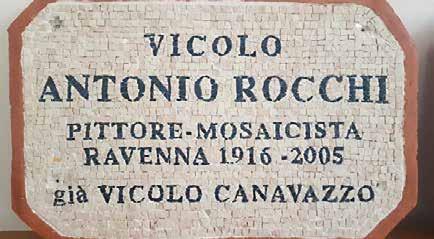 VICOLO
ANTONIO ROCCHI
PITTORE-MOSAICISTA
RAVENNA 1916-2005
già VICOLO CANAVAZZO